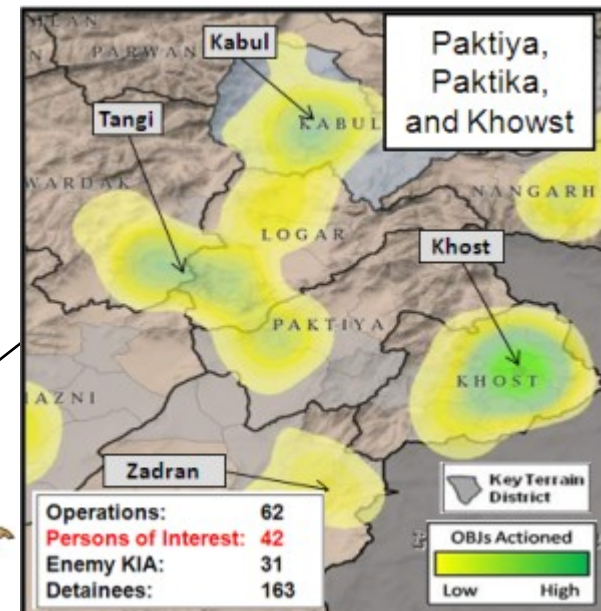 Paktiya,
Paktika,
and Khowst
PARWAN
Kabul
KABUL
Tangi
WARDAK
NANGARH
LOGAR
Khost
PAKTIYA
KHOST
Zadran
Key Terrain
District
Operations: 62
Persons of Interest: 42
Enemy KIA: 31
Detainees: 163
OBJs Actioned
Low High